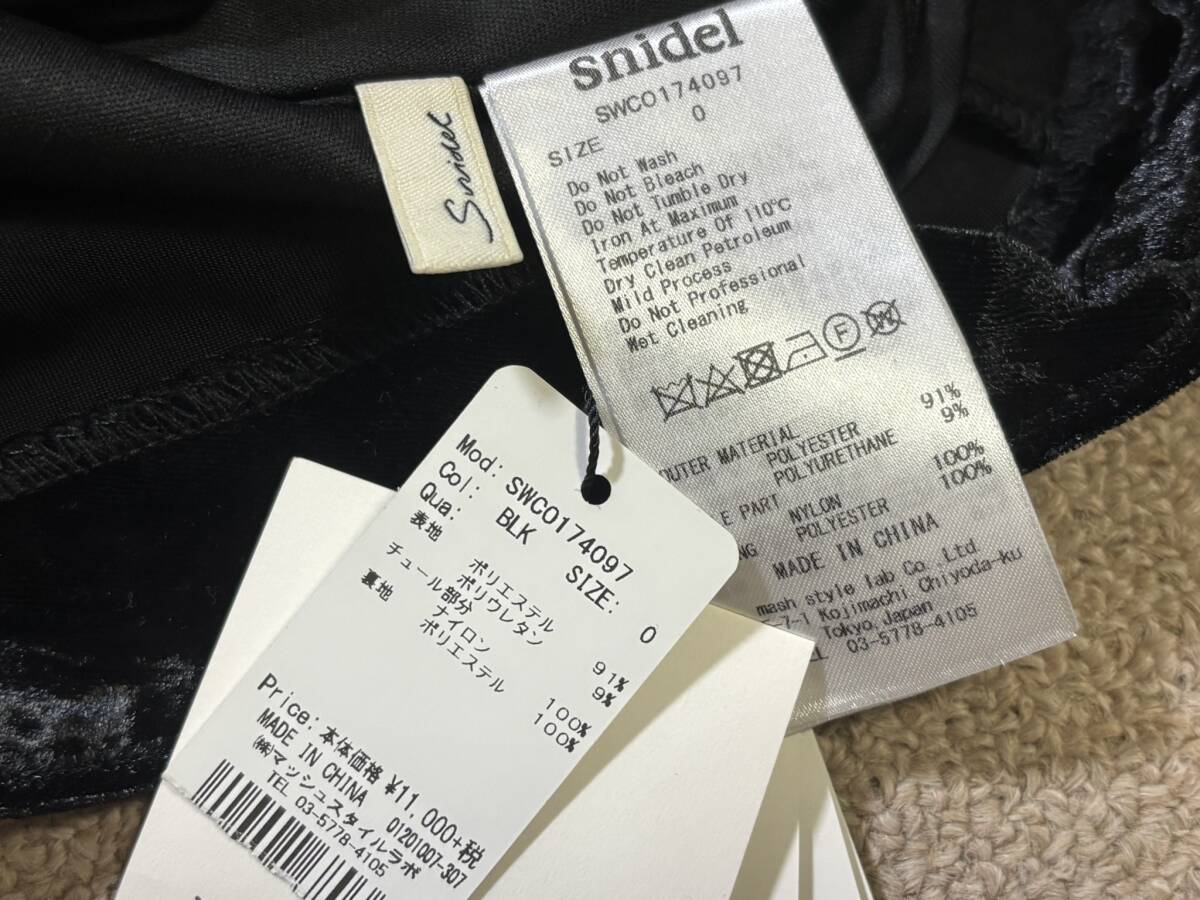 snidel
SWCO174097
SIZE 0
Do Not Wash
Do Not Bleach
Do Not Tumble Dry
Iron At Maximum
Temperature Of 110℃
Dry Clean Petroleum
Mild Process
Do Not Professional
Wet Cleaning
F
W
OUTER MATERIAL
POLYESTER 91%
POLYURETHANE 9%
PART
NYLON 100%
POLYESTER 100%
MADE IN CHINA
mash style lab Co., Ltd.
Kojimachi, Chiyoda-ku
Tokyo, Japan
03-5778-4105
Snidel
Mod: SWCO174097
Col: BLK SIZE: 0
Qua:
表地
ポリエステル 91%
ポリウレタン 9%
チュール部分
ナイロン 100%
裏地
ポリエステル 100%
Price: 本体価格 ¥11,000+税
MADE IN CHINA 01201007-307
㈱マッシュスタイルラボ
TEL 03-5778-4105